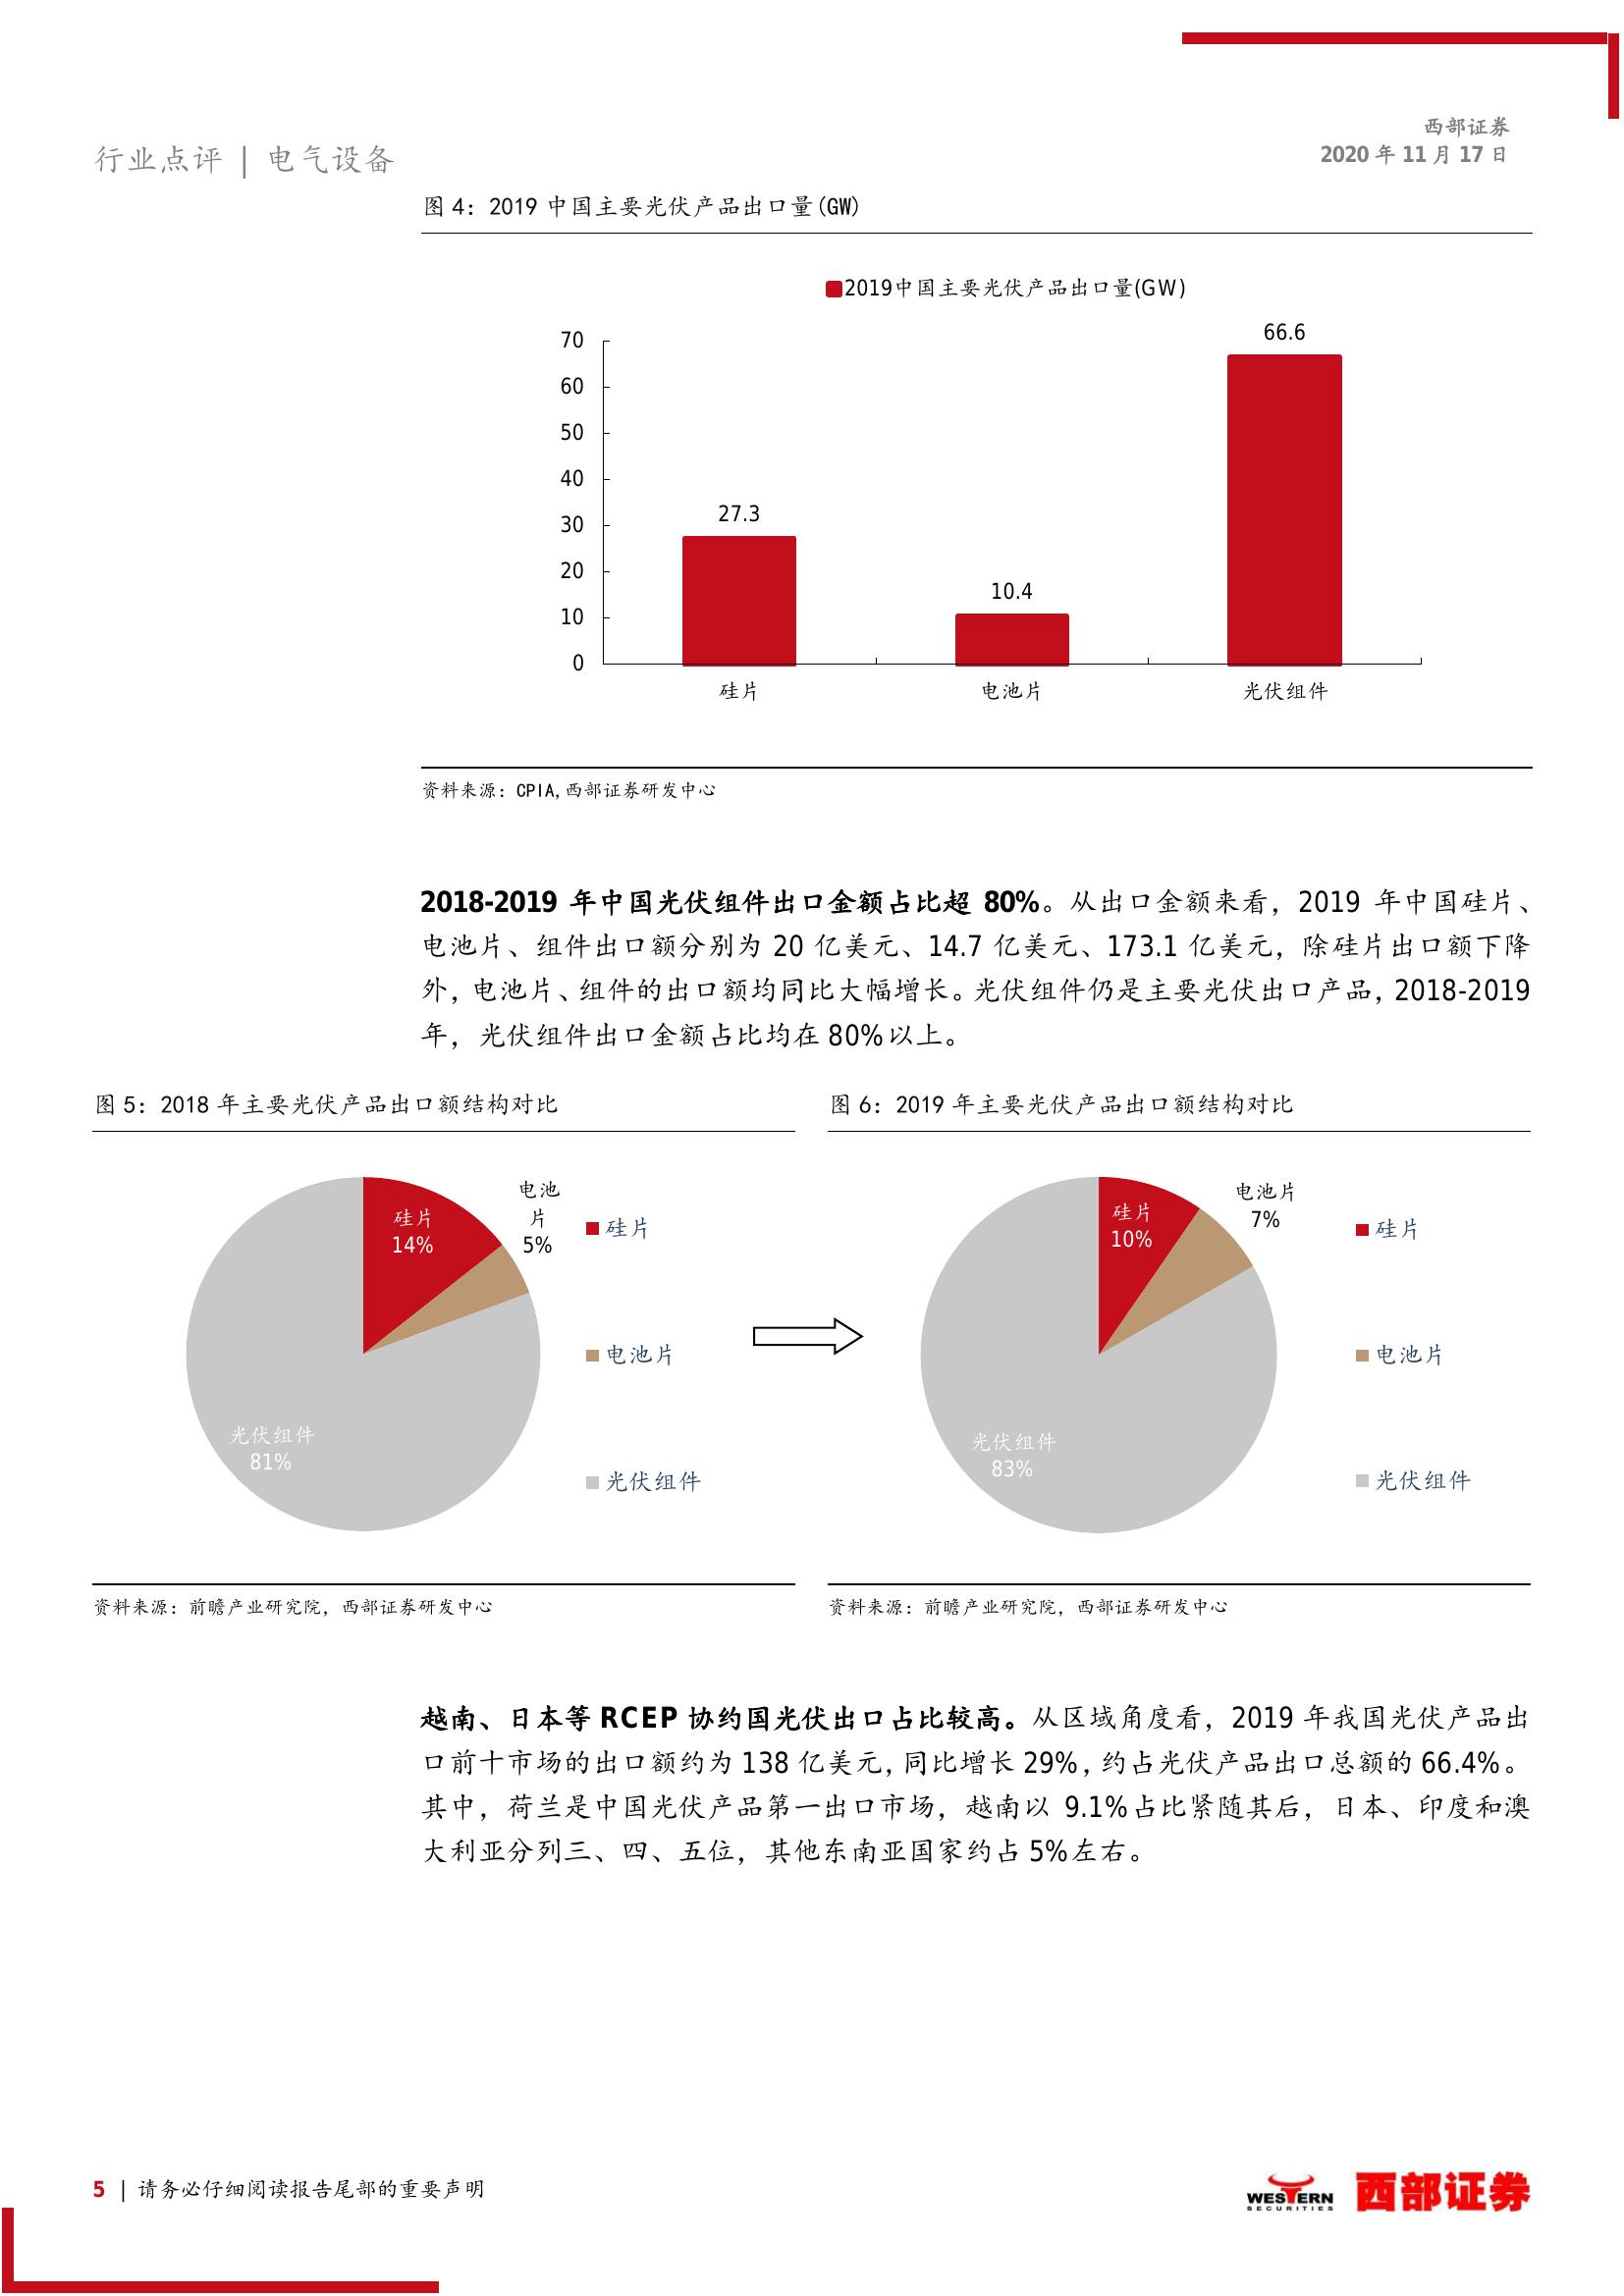 西部证券
2020 年 11 月 17 日
行业点评 | 电气设备
图 4：2019 中国主要光伏产品出口量(GW)
2019中国主要光伏产品出口量(GW)
70
60
50
40
30
20
10
0
27.3
10.4
66.6
硅片
电池片
光伏组件
资料来源：CPIA,西部证券研发中心
2018-2019 年中国光伏组件出口金额占比超 80%。从出口金额来看，2019 年中国硅片、
电池片、组件出口额分别为 20 亿美元、14.7 亿美元、173.1 亿美元，除硅片出口额下降
外，电池片、组件的出口额均同比大幅增长。光伏组件仍是主要光伏出口产品，2018-2019
年，光伏组件出口金额占比均在 80%以上。
图 5：2018 年主要光伏产品出口额结构对比
硅片
14%
电池
片
5%
光伏组件
81%
硅片
电池片
光伏组件
资料来源：前瞻产业研究院，西部证券研发中心
图 6：2019 年主要光伏产品出口额结构对比
硅片
10%
电池片
7%
光伏组件
83%
硅片
电池片
光伏组件
资料来源：前瞻产业研究院，西部证券研发中心
越南、日本等 RCEP 协约国光伏出口占比较高。从区域角度看，2019 年我国光伏产品出
口前十市场的出口额约为 138 亿美元，同比增长 29%，约占光伏产品出口总额的 66.4%。
其中，荷兰是中国光伏产品第一出口市场，越南以 9.1%占比紧随其后，日本、印度和澳
大利亚分列三、四、五位，其他东南亚国家约占 5%左右。
5 | 请务必仔细阅读报告尾部的重要声明
WESTERN
SECURITIES
西部证券